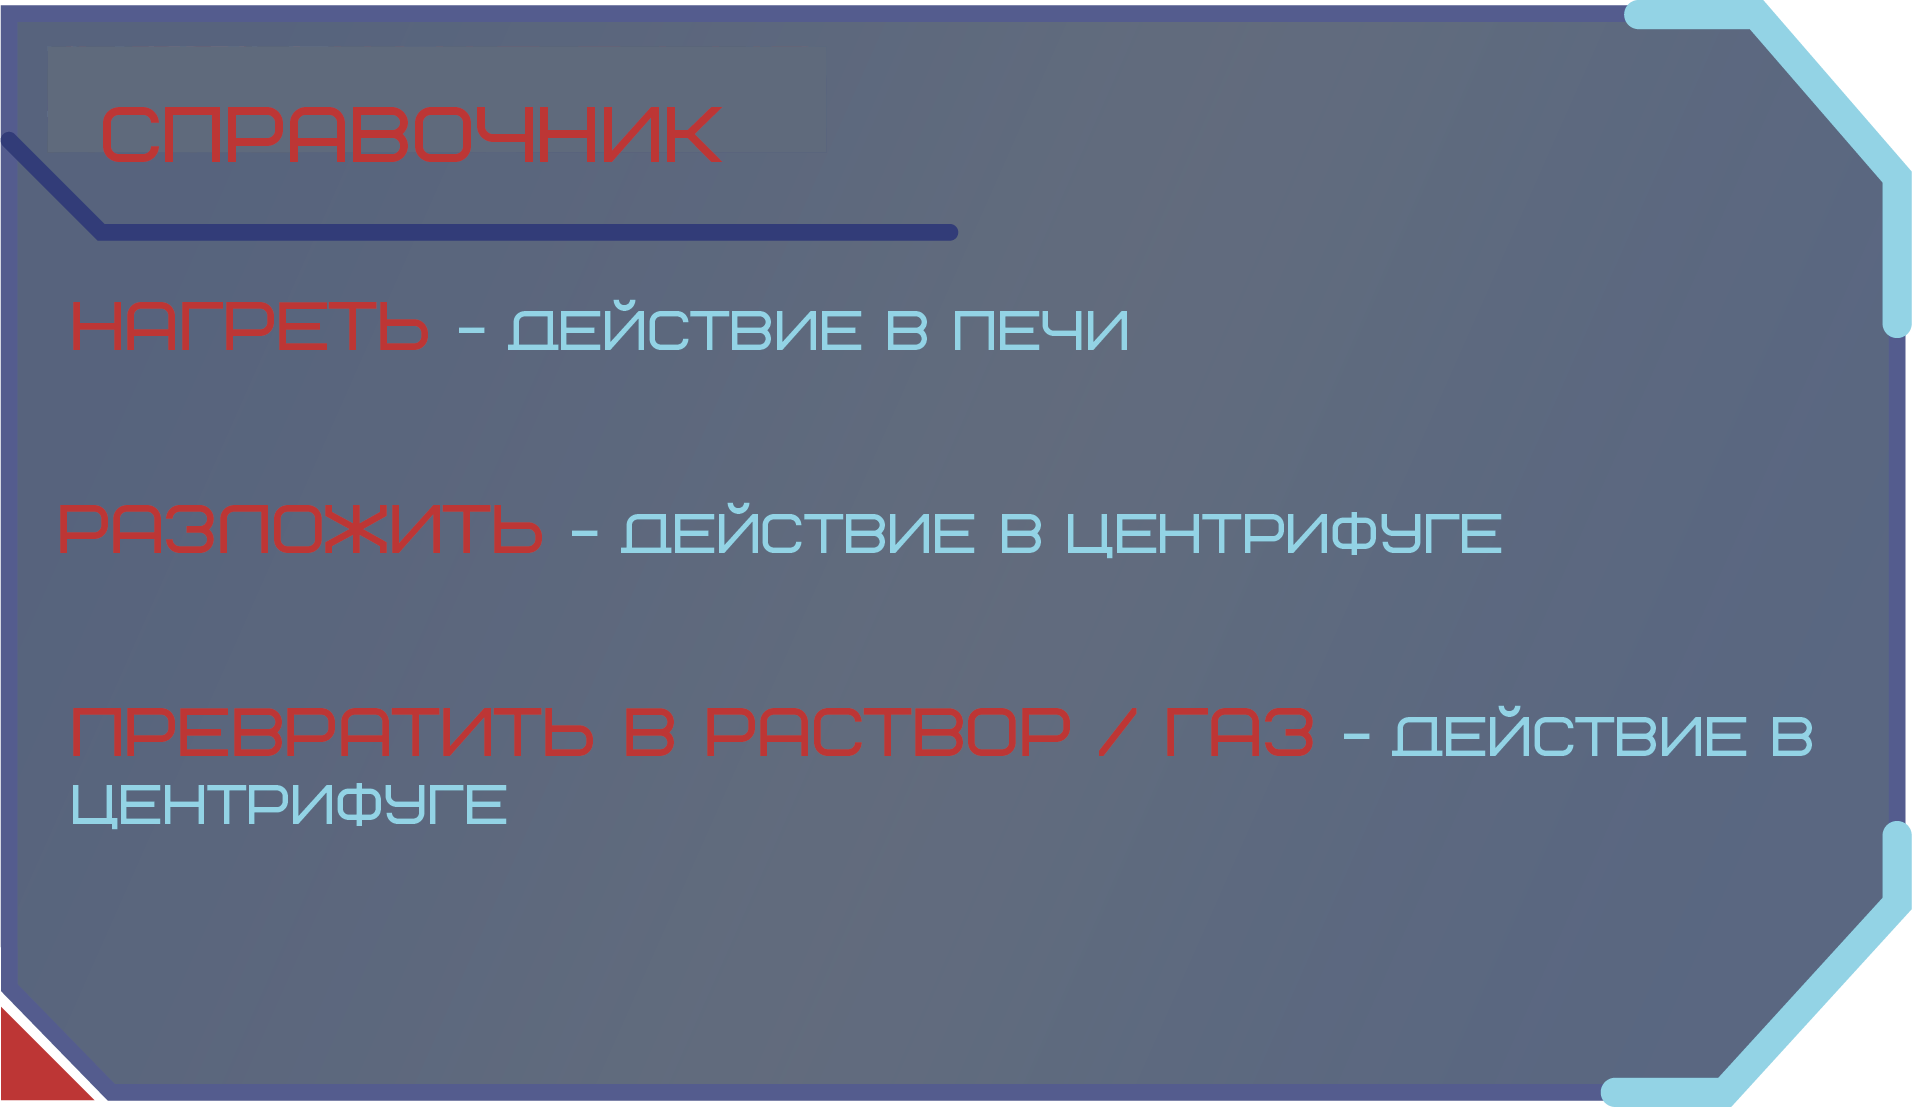 СПРАВОЧНИК
НАГРЕТЬ - ДЕЙСТВИЕ В ПЕЧИ
РАЗЛОЖИТЬ - ДЕЙСТВИЕ В ЦЕНТРИФУГЕ
ПРЕВРАТИТЬ В РАСТВОР / ГАЗ - ДЕЙСТВИЕ В
ЦЕНТРИФУГЕ